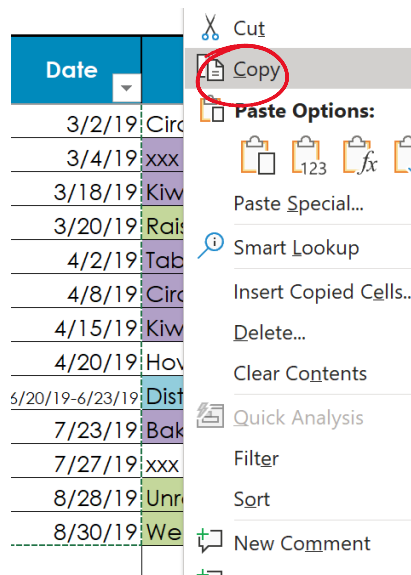 Date
3/2/19 Circ
3/4/19 xxx
3/18/19 Kiw
3/20/19 Rais
4/2/19 Tab
4/8/19 Circ
4/15/19 Kiw
4/20/19 Hov
6/20/19-6/23/19 Dist
7/23/19 Bak
7/27/19 xxx
8/28/19 Unr
8/30/19 We
Cut
Copy
Paste Options:
123 fx
Paste Special...
Smart Lookup
Insert Copied Cells...
Delete...
Clear Contents
Quick Analysis
Filter
Sort
New Comment